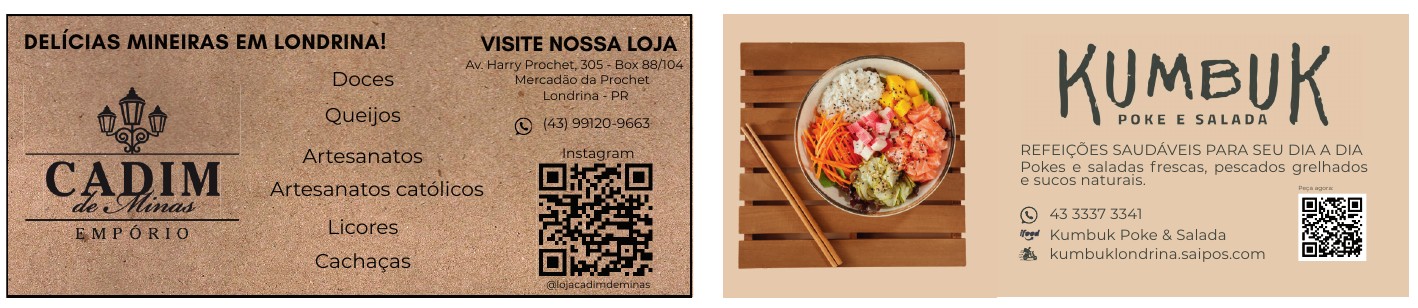 DELÍCIAS MINEIRAS EM LONDRINA!
CADIM
de Minas
EMPÓRIO
Doces
Queijos
Artesanatos
Artesanatos católicos
Licores
Cachaças
VISITE NOSSA LOJA
Av. Harry Prochet, 305 - Box 88/104
Mercadão da Prochet
Londrina - PR
(43) 99120-9663
Instagram
@lojacadimdeminas
KUMBUK
POKE E SALADA
REFEIÇÕES SAUDÁVEIS PARA SEU DIA A DIA
Pokes e saladas frescas, pescados grelhados
e sucos naturais.
Peça agora:
43 3337 3341
ifood Kumbuk Poke & Salada
kumbuklondrina.saipos.com